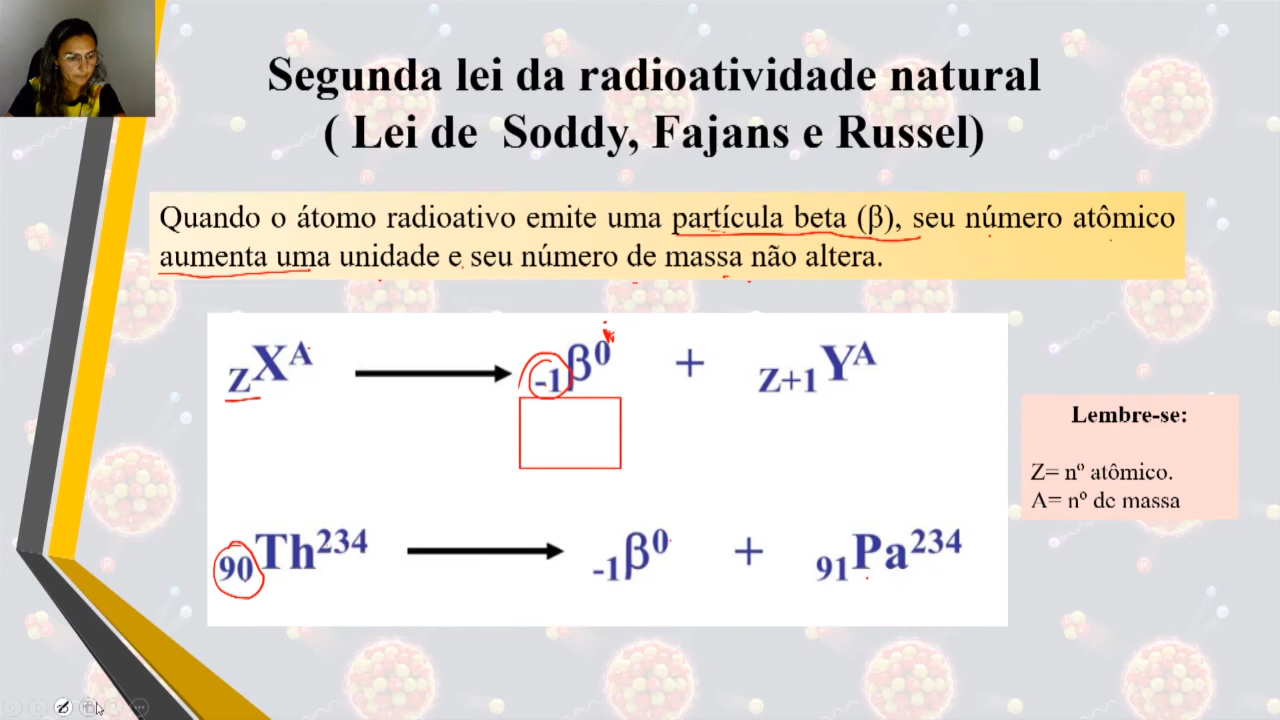 Segunda lei da radioatividade natural
( Lei de Soddy, Fajans e Russel)
Quando o átomo radioativo emite uma partícula beta (β), seu número atômico
aumenta uma unidade e seu número de massa não altera.
ZXA → -1β0 + Z+1YA
Lembre-se:
Z= nº atômico.
A= nº de massa
90Th234 → -1β0 + 91Pa234